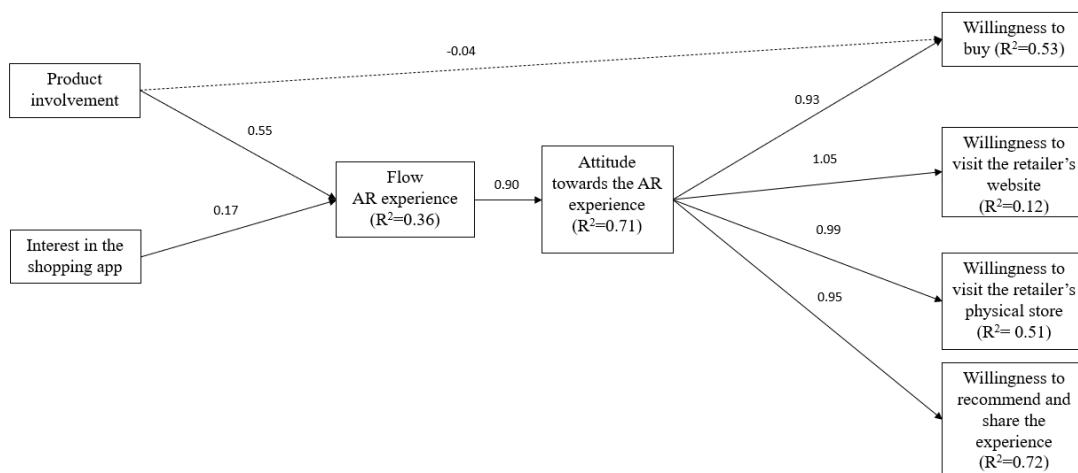 Willingness to
buy (R²=0.53)
-0.04
Product
involvement
0.93
0.55
1.05
Willingness to
visit the retailer’s
website
(R²=0.12)
Flow
AR experience
(R²=0.36)
0.90
Attitude
towards the AR
experience
(R²=0.71)
0.17
0.99
Interest in the
shopping app
Willingness to
visit the retailer’s
physical store
(R²= 0.51)
0.95
Willingness to
recommend and
share the
experience
(R²=0.72)